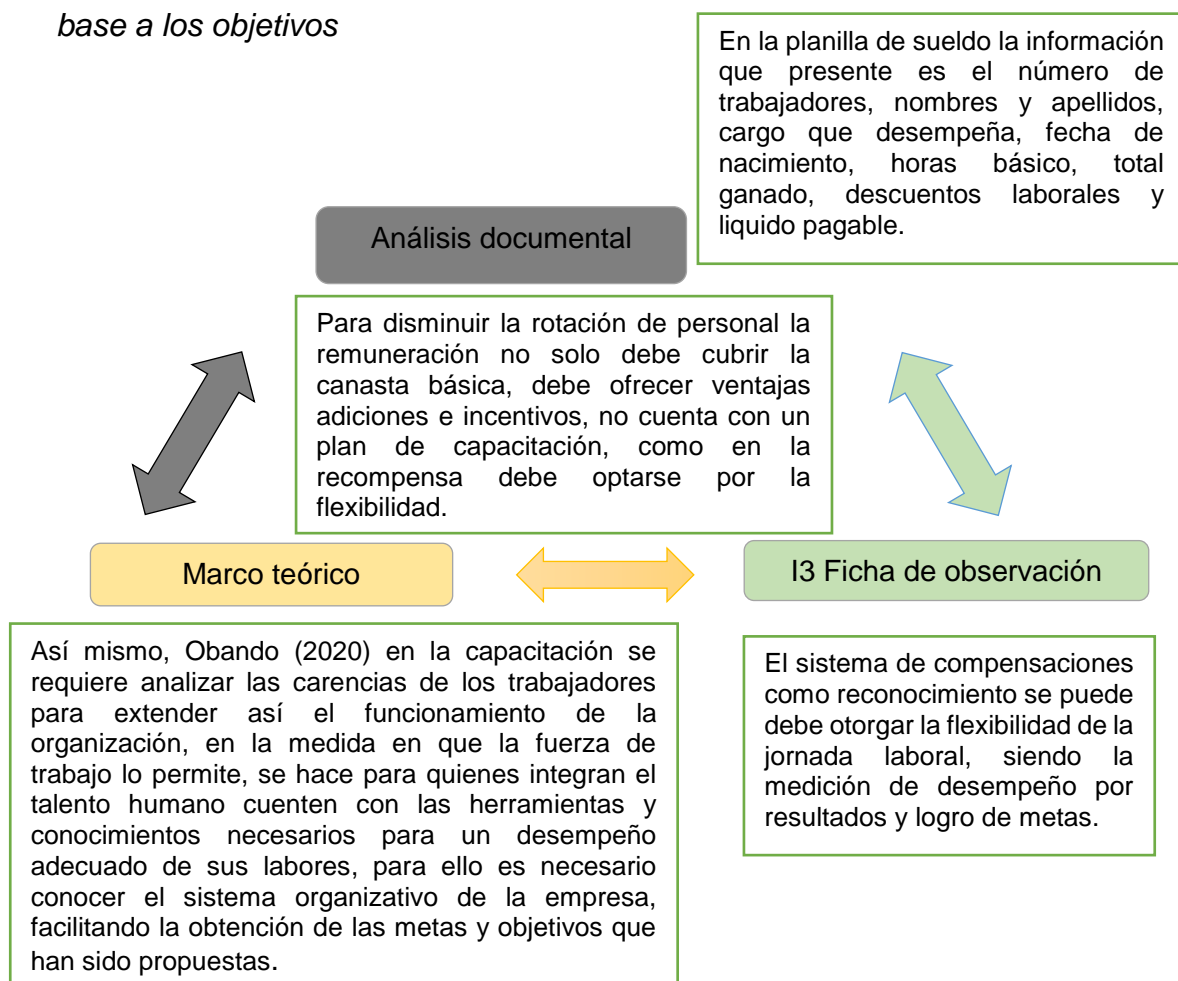 base a los objetivos
En la planilla de sueldo la información
que presente es el número de
trabajadores, nombres y apellidos,
cargo que desempeña, fecha de
nacimiento, horas básico, total
ganado, descuentos laborales y
liquido pagable.
Análisis documental
Para disminuir la rotación de personal la
remuneración no solo debe cubrir la
canasta básica, debe ofrecer ventajas
adiciones e incentivos, no cuenta con un
plan de capacitación, como en la
recompensa debe optarse por la
flexibilidad.
Marco teórico
I3 Ficha de observación
Así mismo, Obando (2020) en la capacitación se
requiere analizar las carencias de los trabajadores
para extender así el funcionamiento de la
organización, en la medida en que la fuerza de
trabajo lo permite, se hace para quienes integran el
talento humano cuenten con las herramientas y
conocimientos necesarios para un desempeño
adecuado de sus labores, para ello es necesario
conocer el sistema organizativo de la empresa,
facilitando la obtención de las metas y objetivos que
han sido propuestas.
El sistema de compensaciones
como reconocimiento se puede
debe otorgar la flexibilidad de la
jornada laboral, siendo la
medición de desempeño por
resultados y logro de metas.